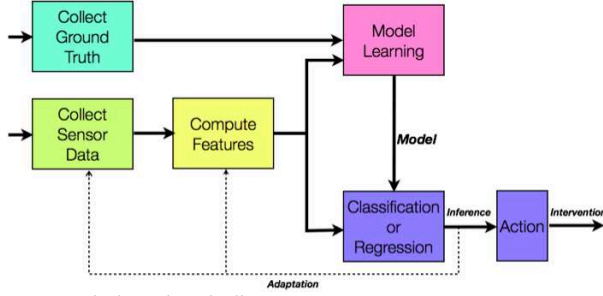 Collect
Ground
Truth
Model
Learning
Collect
Sensor
Data
Compute
Features
Model
Classification
or
Regression
Inference
Action
Intervention
Adaptation